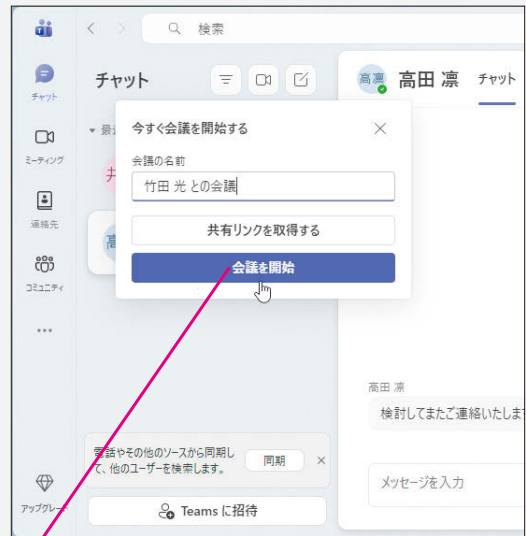 検索
チャット
チャット
高凛
高田 凛 チャット
今すぐ会議を開始する
会議の名前
竹田 光 との会議
共有リンクを取得する
会議を開始
ミーティング
連絡先
コミュニティ
高田 凛
検討してまたご連絡いたしま
電話やその他のソースから同期し
て、他のユーザーを検索します。
同期
メッセージを入力
アップグレード
Teams に招待